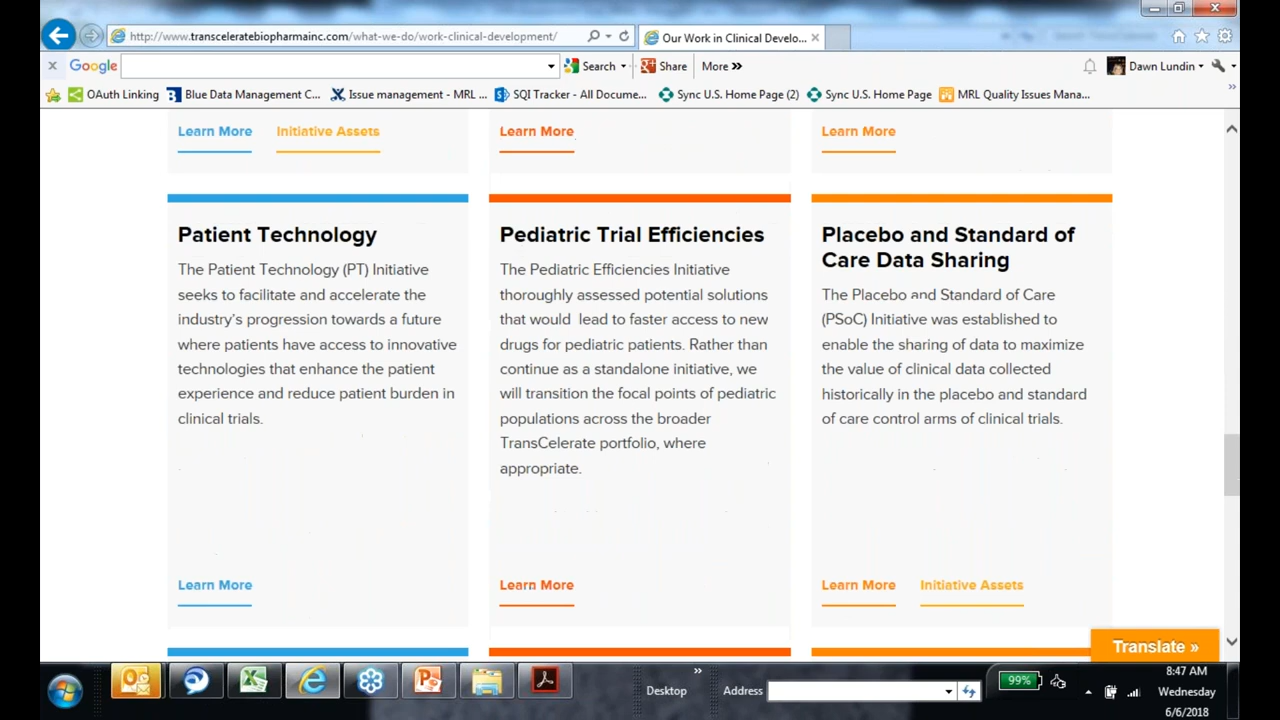 http://www.transceleratebiopharmainc.com/what-we-do/work-clinical-development/
Our Work in Clinical Develo...
Google
Search
Share
More »
Dawn Lundin
OAuth Linking
Blue Data Management C...
Issue management - MRL ...
SQI Tracker - All Docume...
Sync U.S. Home Page (2)
Sync U.S. Home Page
MRL Quality Issues Mana...
Learn More
Initiative Assets
Learn More
Learn More
Patient Technology
The Patient Technology (PT) Initiative
seeks to facilitate and accelerate the
industry's progression towards a future
where patients have access to innovative
technologies that enhance the patient
experience and reduce patient burden in
clinical trials.
Learn More
Pediatric Trial Efficiencies
The Pediatric Efficiencies Initiative
thoroughly assessed potential solutions
that would lead to faster access to new
drugs for pediatric patients. Rather than
continue as a standalone initiative, we
will transition the focal points of pediatric
populations across the broader
TransCelerate portfolio, where
appropriate.
Learn More
Placebo and Standard of
Care Data Sharing
The Placebo and Standard of Care
(PSoC) Initiative was established to
enable the sharing of data to maximize
the value of clinical data collected
historically in the placebo and standard
of care control arms of clinical trials.
Learn More
Initiative Assets
Translate »
Desktop
Address
99%
8:47 AM
Wednesday
6/6/2018